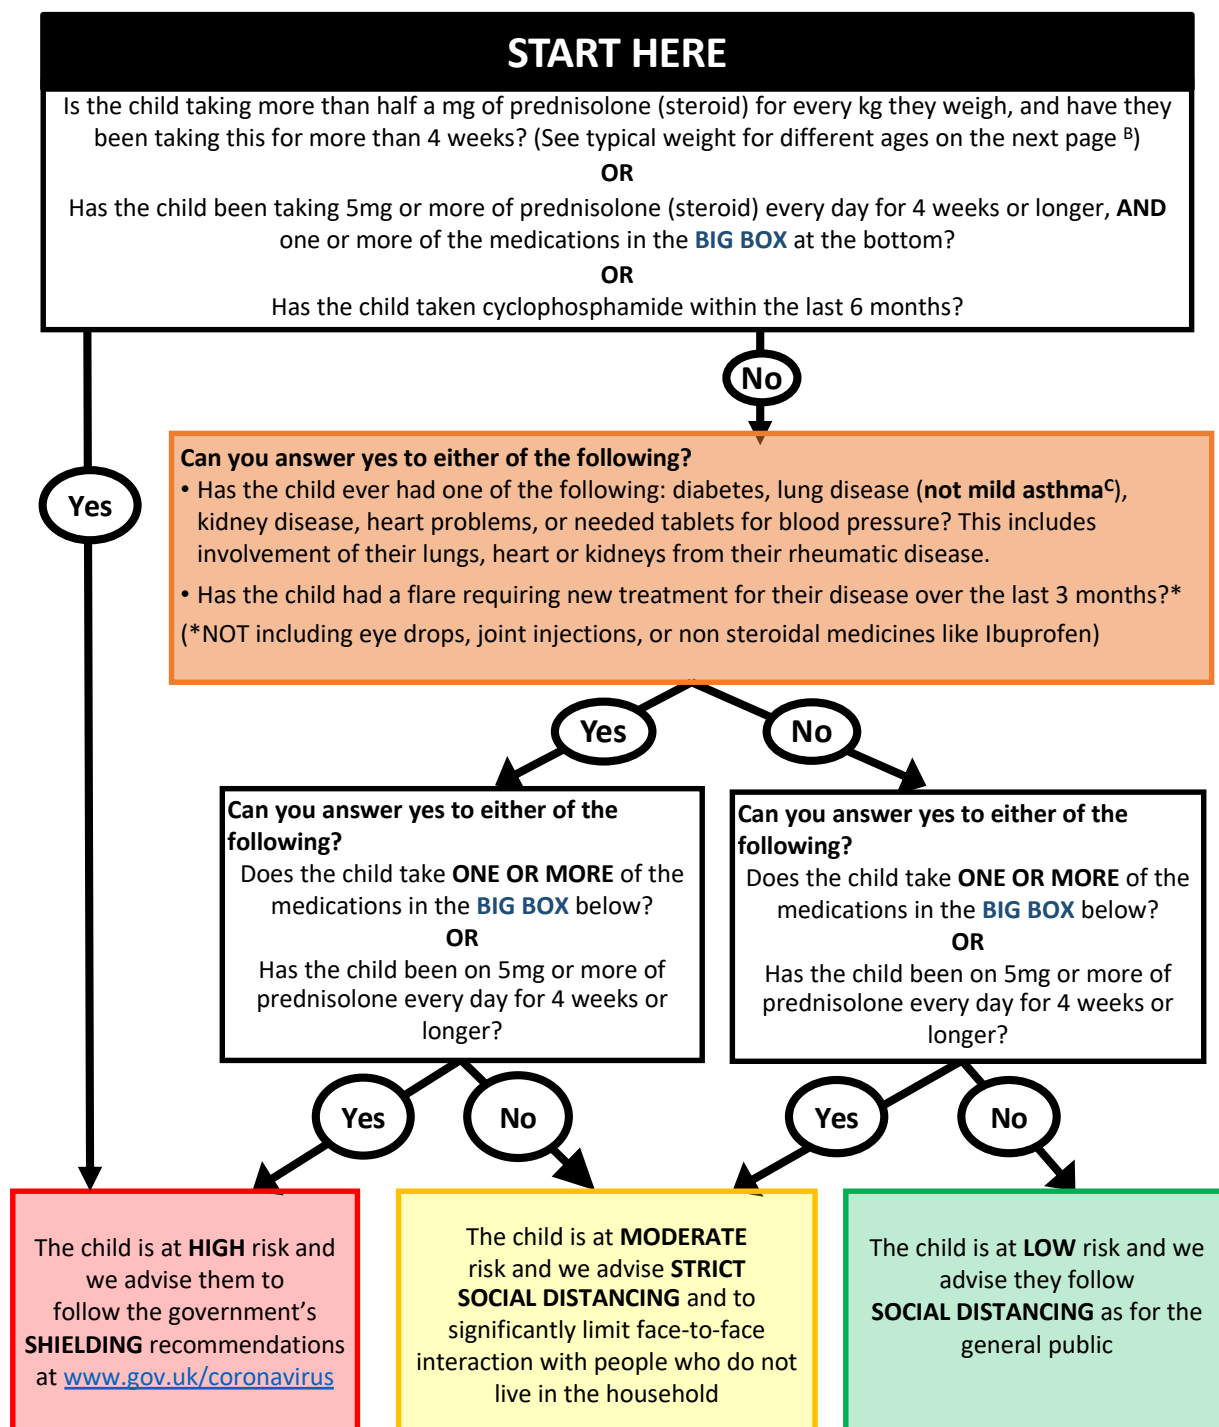 START HERE
Is the child taking more than half a mg of prednisolone (steroid) for every kg they weigh, and have they
been taking this for more than 4 weeks? (See typical weight for different ages on the next page B)
OR
Has the child been taking 5mg or more of prednisolone (steroid) every day for 4 weeks or longer, AND
one or more of the medications in the BIG BOX at the bottom?
OR
Has the child taken cyclophosphamide within the last 6 months?
No
Yes
Can you answer yes to either of the following?
• Has the child ever had one of the following: diabetes, lung disease (not mild asthmaC),
kidney disease, heart problems, or needed tablets for blood pressure? This includes
involvement of their lungs, heart or kidneys from their rheumatic disease.
• Has the child had a flare requiring new treatment for their disease over the last 3 months?*
(*NOT including eye drops, joint injections, or non steroidal medicines like Ibuprofen)
Yes
No
Can you answer yes to either of the
following?
Does the child take ONE OR MORE of the
medications in the BIG BOX below?
OR
Has the child been on 5mg or more of
prednisolone every day for 4 weeks or
longer?
Can you answer yes to either of the
following?
Does the child take ONE OR MORE of the
medications in the BIG BOX below?
OR
Has the child been on 5mg or more of
prednisolone every day for 4 weeks or
longer?
Yes
No
Yes
No
The child is at HIGH risk and
we advise them to
follow the government's
SHIELDING recommendations
at www.gov.uk/coronavirus
The child is at MODERATE
risk and we advise STRICT
SOCIAL DISTANCING and to
significantly limit face-to-face
interaction with people who do not
live in the household
The child is at LOW risk and we
advise they follow
SOCIAL DISTANCING as for the
general public